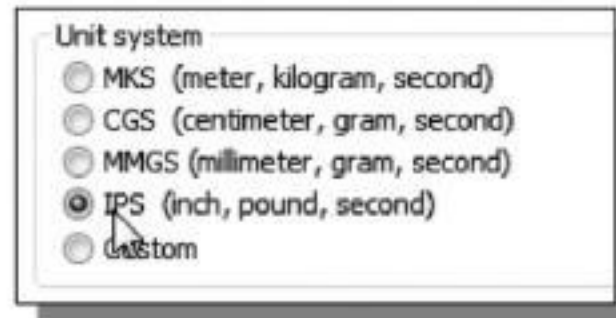 Unit system
MKS (meter, kilogram, second)
CGS (centimeter, gram, second)
MMGS (millimeter, gram, second)
IPS (inch, pound, second)
Custom